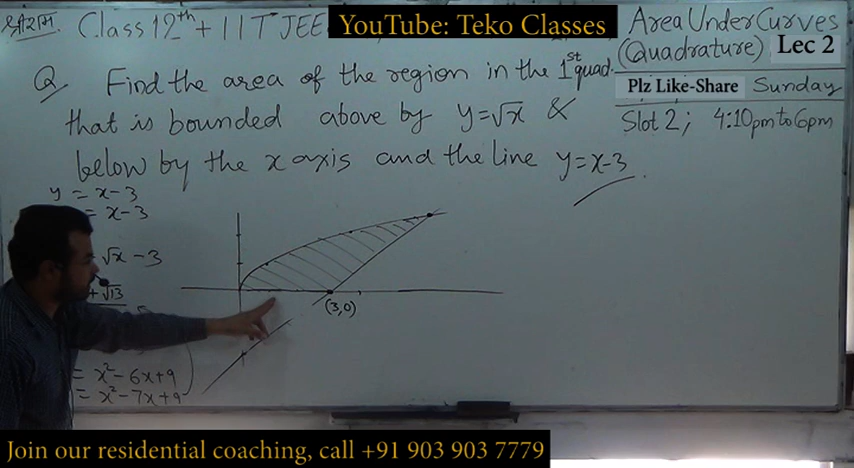 श्रीराम. Class 12th + IIT JEE
YouTube: Teko Classes
Area Under Curves
(Quadrature) Lec 2
Plz Like-Share Sunday
Slot 2; 4:10pm to 6pm
Q Find the area of the region in the 1st quad.
that is bounded above by y=√x &
below by the x axis and the line y=x-3.
y = x-3
= x-3
√x - 3
+ √13
(3,0)
= x²-6x+9
= x²-7x+9
Join our residential coaching, call +91 903 903 7779